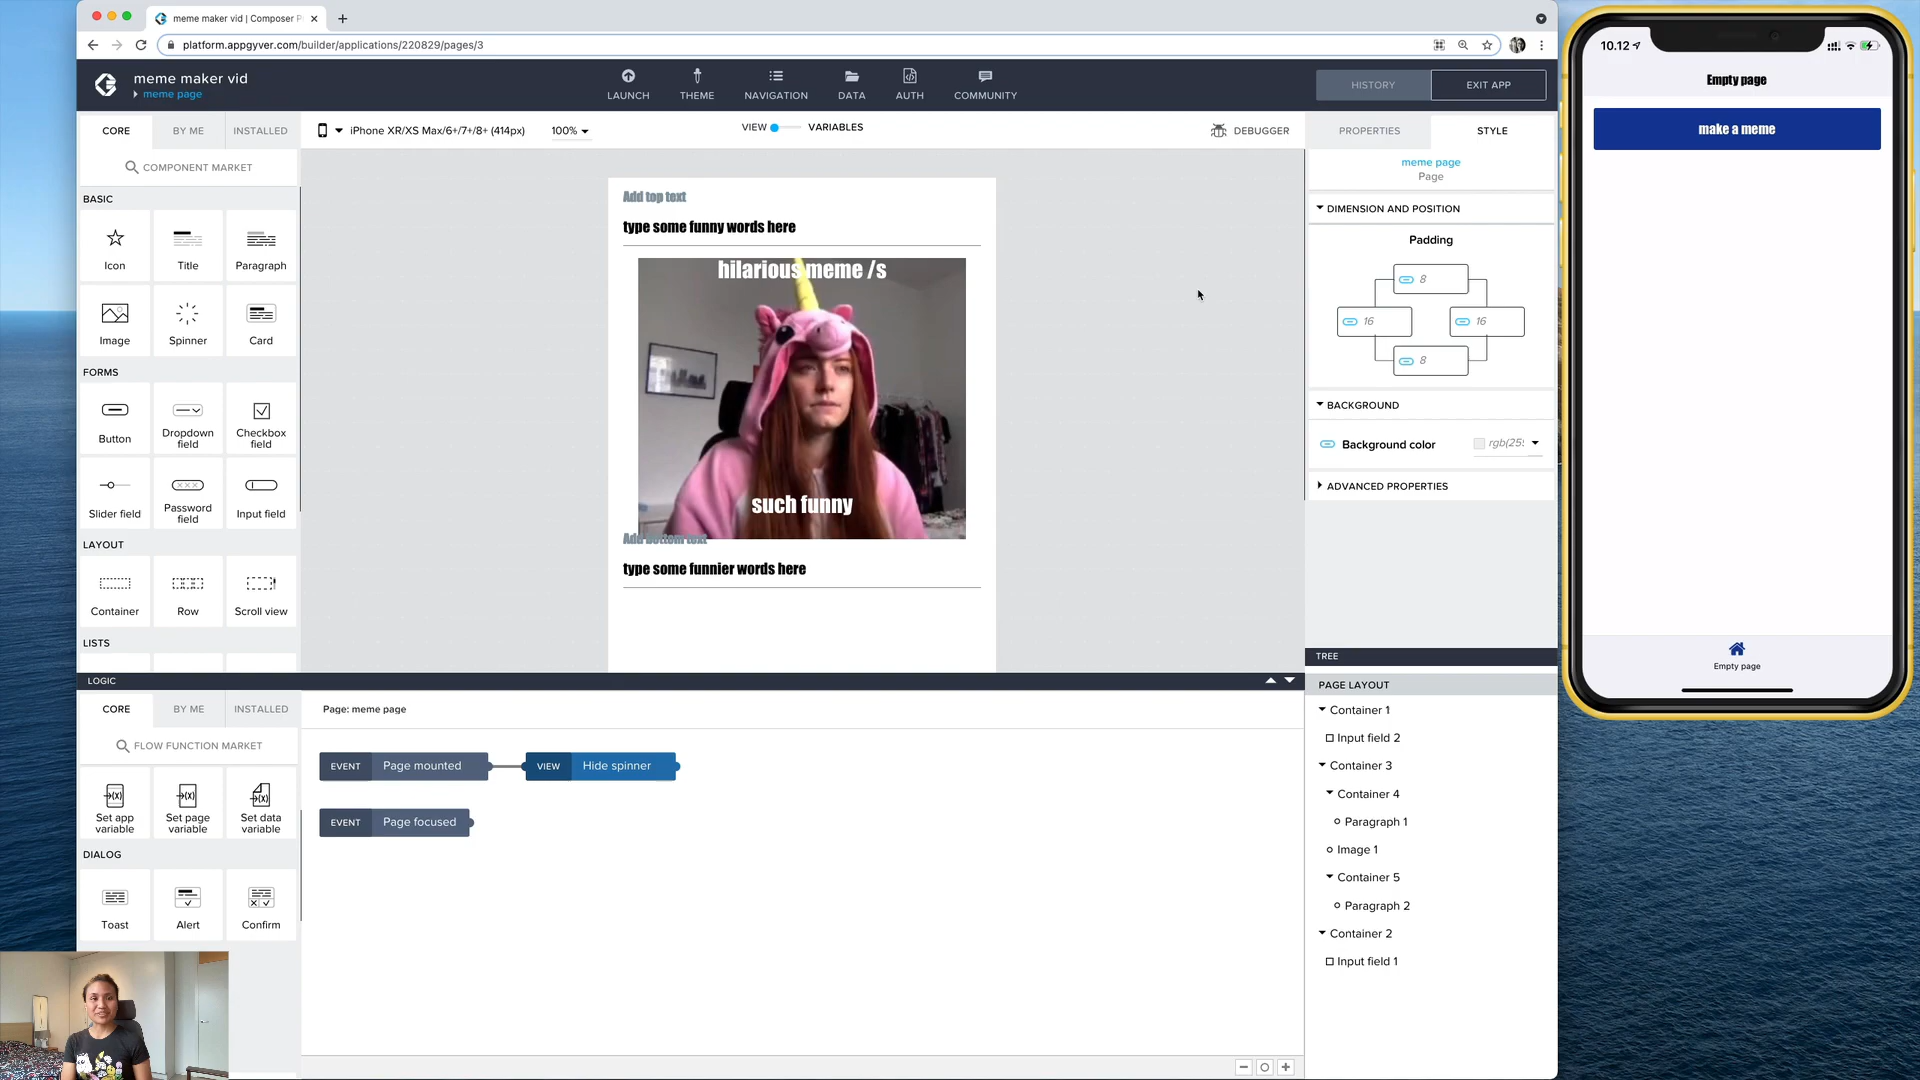 meme maker vid | Composer P
platform.appgyver.com/builder/applications/220829/pages/3
meme maker vid
meme page
LAUNCH
THEME
NAVIGATION
DATA
AUTH
COMMUNITY
HISTORY
EXIT APP
CORE
BY ME
INSTALLED
iPhone XR/XS Max/6+/7+/8+ (414px)
100%
VIEW
VARIABLES
DEBUGGER
PROPERTIES
STYLE
COMPONENT MARKET
BASIC
Icon
Title
Paragraph
Image
Spinner
Card
FORMS
Button
Dropdown
field
Checkbox
field
Slider field
Password
field
Input field
LAYOUT
Container
Row
Scroll view
LISTS
Add top text
type some funny words here
hilarious meme /s
such funny
Add bottom text
type some funnier words here
meme page
Page
DIMENSION AND POSITION
Padding
8
16
16
8
BACKGROUND
Background color
rgb(25
ADVANCED PROPERTIES
LOGIC
CORE
BY ME
INSTALLED
FLOW FUNCTION MARKET
Set app
variable
Set page
variable
Set data
variable
DIALOG
Toast
Alert
Confirm
Page: meme page
EVENT
Page mounted
VIEW
Hide spinner
EVENT
Page focused
TREE
PAGE LAYOUT
Container 1
Input field 2
Container 3
Container 4
Paragraph 1
Image 1
Container 5
Paragraph 2
Container 2
Input field 1
10.12
Empty page
make a meme
Empty page